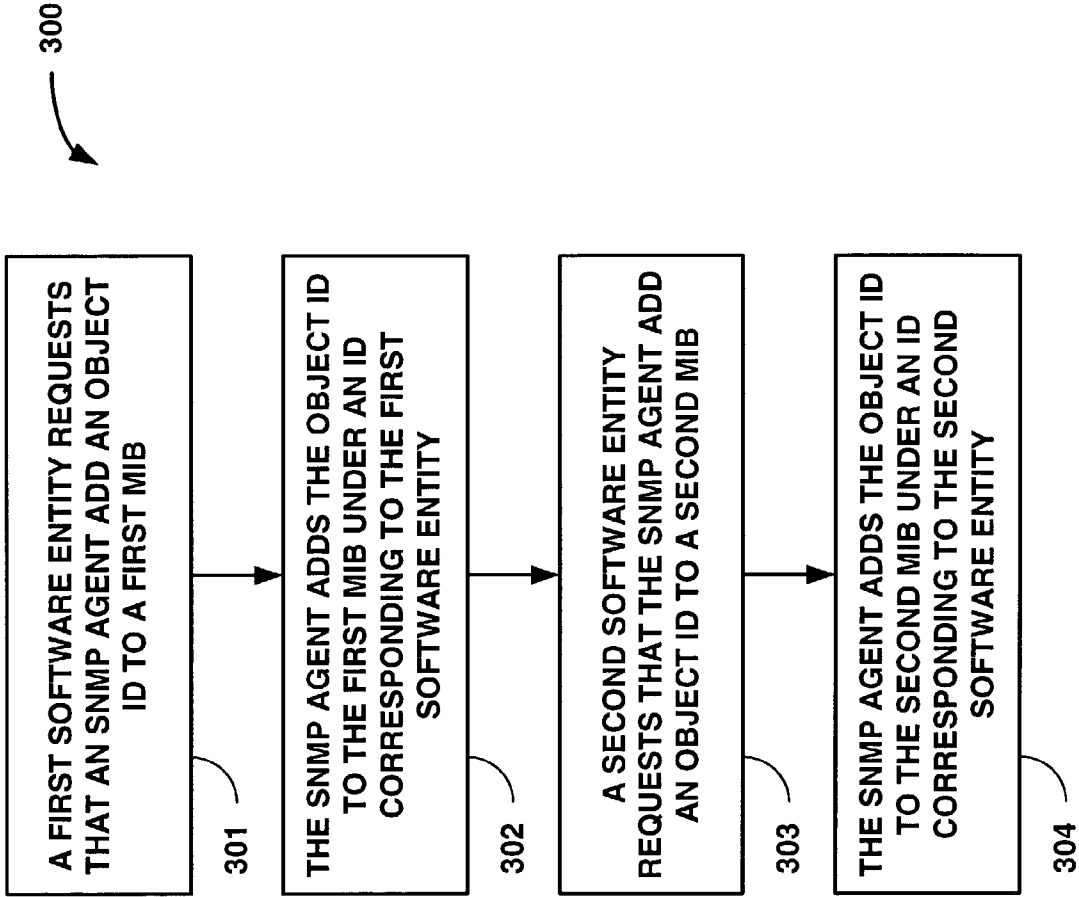 300
A FIRST SOFTWARE ENTITY REQUESTS
THAT AN SNMP AGENT ADD AN OBJECT
ID TO A FIRST MIB
301
THE SNMP AGENT ADDS THE OBJECT ID
TO THE FIRST MIB UNDER AN ID
CORRESPONDING TO THE FIRST
SOFTWARE ENTITY
302
A SECOND SOFTWARE ENTITY
REQUESTS THAT THE SNMP AGENT ADD
AN OBJECT ID TO A SECOND MIB
303
THE SNMP AGENT ADDS THE OBJECT ID
TO THE SECOND MIB UNDER AN ID
CORRESPONDING TO THE SECOND
SOFTWARE ENTITY
304